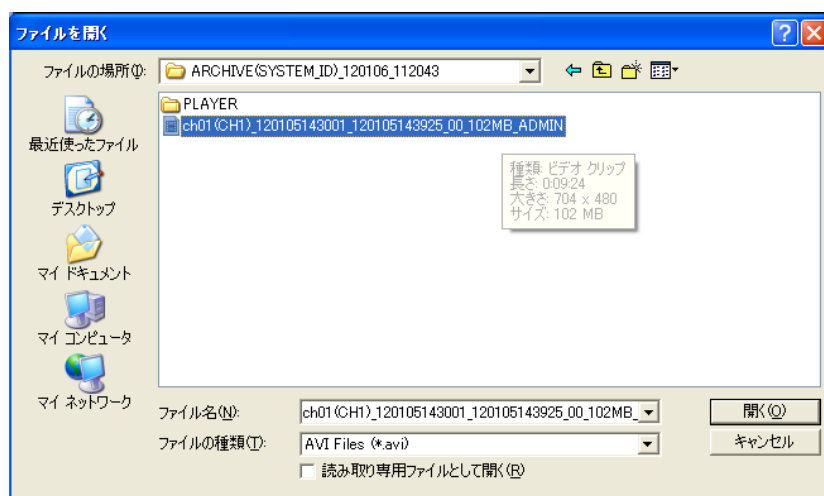 ファイルを開く
ファイルの場所(I):
ARCHIVE(SYSTEM_ID)_120106_112043
PLAYER
ch01(CH1)_120105143001_120105143925_00_102MB_ADMIN
種類: ビデオ クリップ
長さ: 0:09:24
大きさ: 704 x 480
サイズ: 102 MB
最近使ったファイル
デスクトップ
マイ ドキュメント
マイ コンピュータ
マイ ネットワーク
ファイル名(N):
ch01(CH1)_120105143001_120105143925_00_102MB_
開く(O)
ファイルの種類(T):
AVI Files (*.avi)
キャンセル
読み取り専用ファイルとして開く(R)